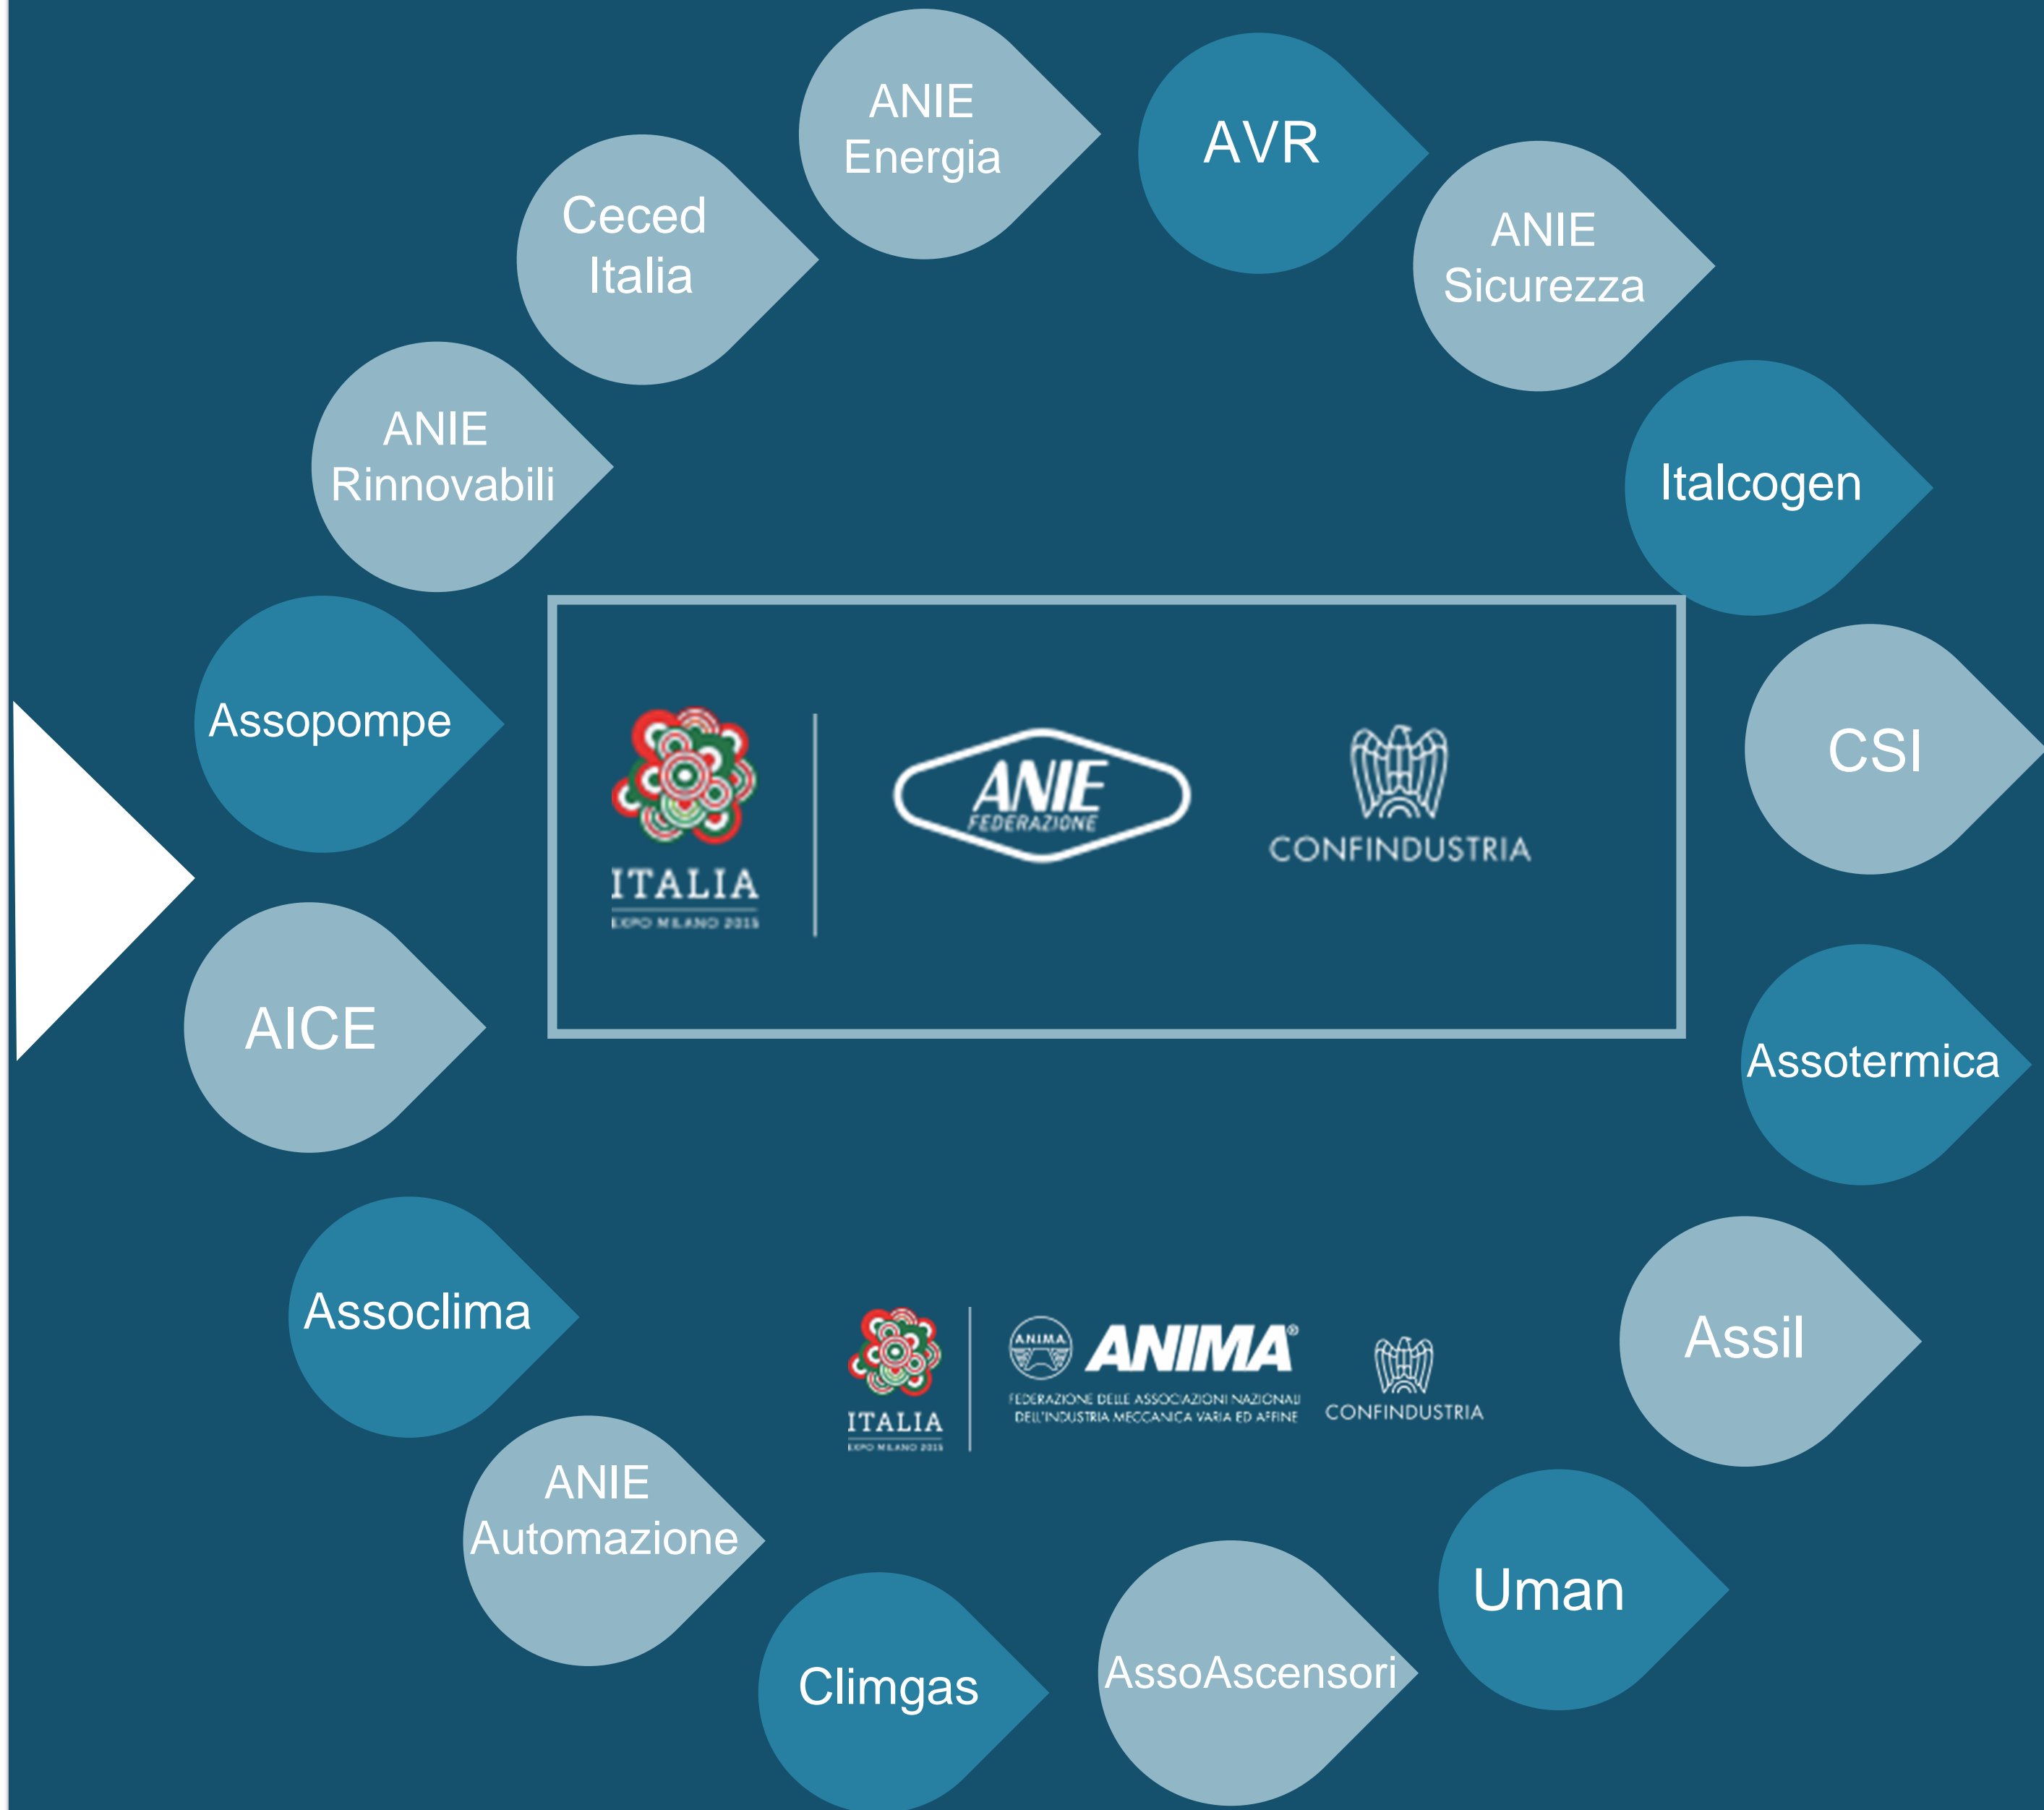 ANIE
Energia
AVR
Ceced
Italia
ANIE
Sicurezza
ANIE
Rinnovabili
Italcogen
Assopompe
CSI
ANIE
FEDERAZIONE
CONFINDUSTRIA
ITALIA
EXPO MILANO 2015
AICE
Assotermica
Assoclima
Assil
ANIMA
ANIMA®
FEDERAZIONE DELLE ASSOCIAZIONI NAZIONALI
DELL'INDUSTRIA MECCANICA VARIA ED AFFINE
CONFINDUSTRIA
ITALIA
EXPO MILANO 2015
ANIE
Automazione
Uman
Climgas
AssoAscensori